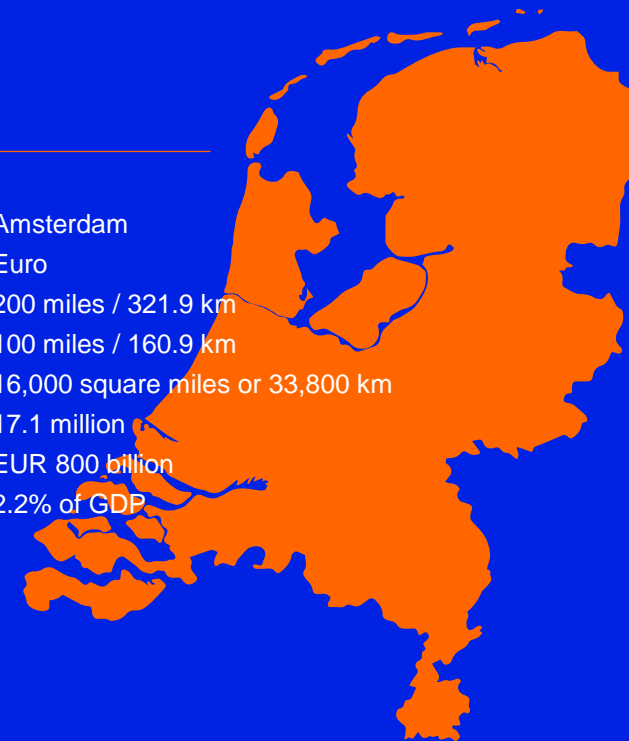 Amsterdam
Euro
200 miles / 321.9 km
100 miles / 160.9 km
16,000 square miles or 33,800 km
17.1 million
EUR 800 billion
2.2% of GDP